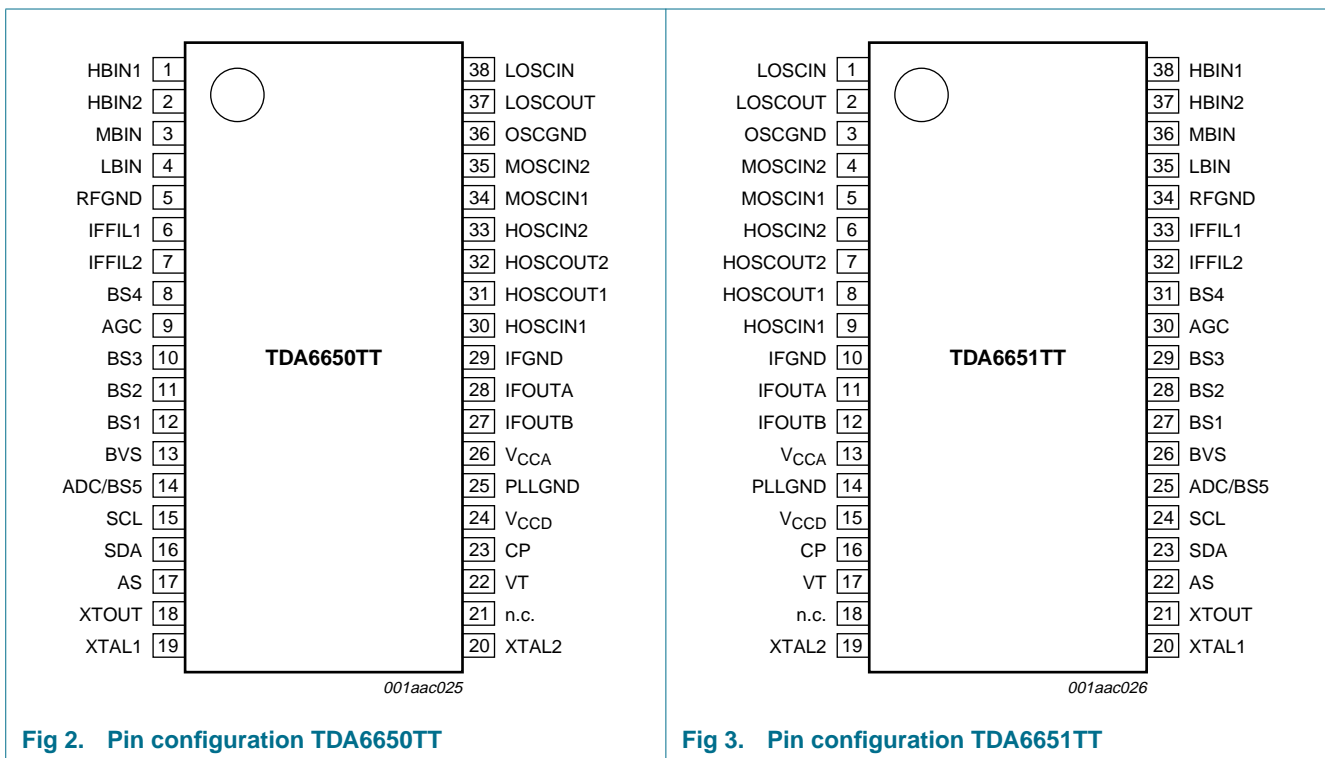 HBIN1 1 38 LOSCIN
HBIN2 2 37 LOSCOUT
MBIN 3 36 OSCGND
LBIN 4 35 MOSCIN2
RFGND 5 34 MOSCIN1
IFFIL1 6 33 HOSCIN2
IFFIL2 7 32 HOSCOUT2
BS4 8 31 HOSCOUT1
AGC 9 30 HOSCIN1
BS3 10 TDA6650TT 29 IFGND
BS2 11 28 IFOUTA
BS1 12 27 IFOUTB
BVS 13 26 VCCA
ADC/BS5 14 25 PLLGND
SCL 15 24 VCCD
SDA 16 23 CP
AS 17 22 VT
XTOUT 18 21 n.c.
XTAL1 19 20 XTAL2
001aac025
Fig 2. Pin configuration TDA6650TT
LOSCIN 1 38 HBIN1
LOSCOUT 2 37 HBIN2
OSCGND 3 36 MBIN
MOSCIN2 4 35 LBIN
MOSCIN1 5 34 RFGND
HOSCIN2 6 33 IFFIL1
HOSCOUT2 7 32 IFFIL2
HOSCOUT1 8 31 BS4
HOSCIN1 9 30 AGC
IFGND 10 TDA6651TT 29 BS3
IFOUTA 11 28 BS2
IFOUTB 12 27 BS1
VCCA 13 26 BVS
PLLGND 14 25 ADC/BS5
VCCD 15 24 SCL
CP 16 23 SDA
VT 17 22 AS
n.c. 18 21 XTOUT
XTAL2 19 20 XTAL1
001aac026
Fig 3. Pin configuration TDA6651TT